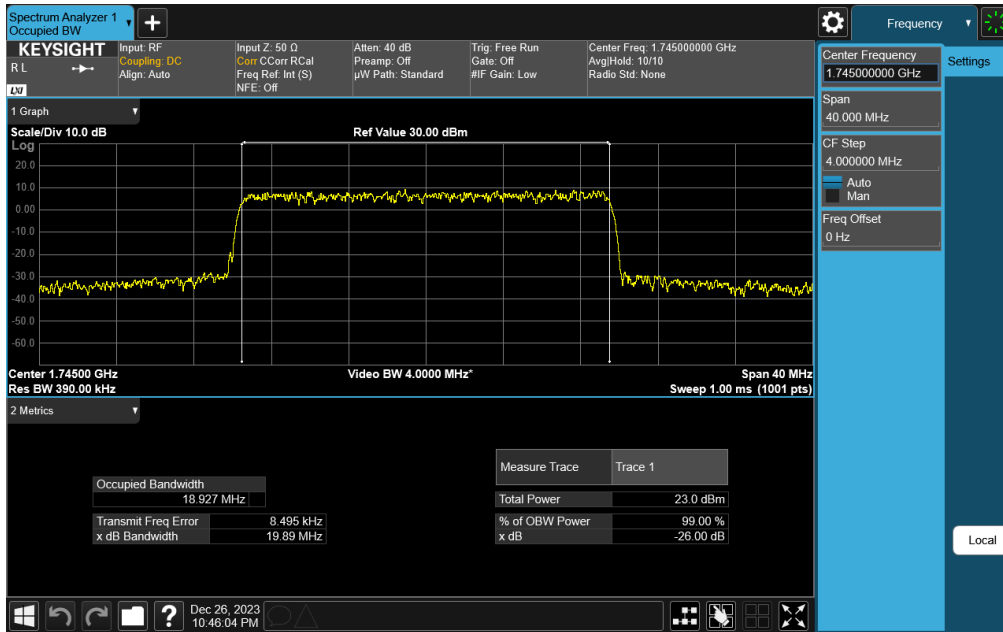 Spectrum Analyzer 1
Occupied BW
+
Frequency
KEYSIGHT
R L
LXI
Input: RF
Coupling: DC
Align: Auto
Input Z: 50 Ω
Corr CCorr RCal
Freq Ref: Int (S)
NFE: Off
Atten: 40 dB
Preamp: Off
µW Path: Standard
Trig: Free Run
Gate: Off
#IF Gain: Low
Center Freq: 1.745000000 GHz
Avg|Hold: 10/10
Radio Std: None
Center Frequency
1.745000000 GHz
Settings
Span
40.000 MHz
CF Step
4.000000 MHz
Auto
Man
Freq Offset
0 Hz
1 Graph
Scale/Div 10.0 dB
Ref Value 30.00 dBm
Log
20.0
10.0
0.00
-10.0
-20.0
-30.0
-40.0
-50.0
-60.0
Center 1.74500 GHz
Video BW 4.0000 MHz*
Span 40 MHz
Res BW 390.00 kHz
Sweep 1.00 ms (1001 pts)
2 Metrics
Occupied Bandwidth
18.927 MHz
Transmit Freq Error 8.495 kHz
x dB Bandwidth 19.89 MHz
Measure Trace Trace 1
Total Power 23.0 dBm
% of OBW Power 99.00 %
x dB -26.00 dB
Local
?
Dec 26, 2023
10:46:04 PM